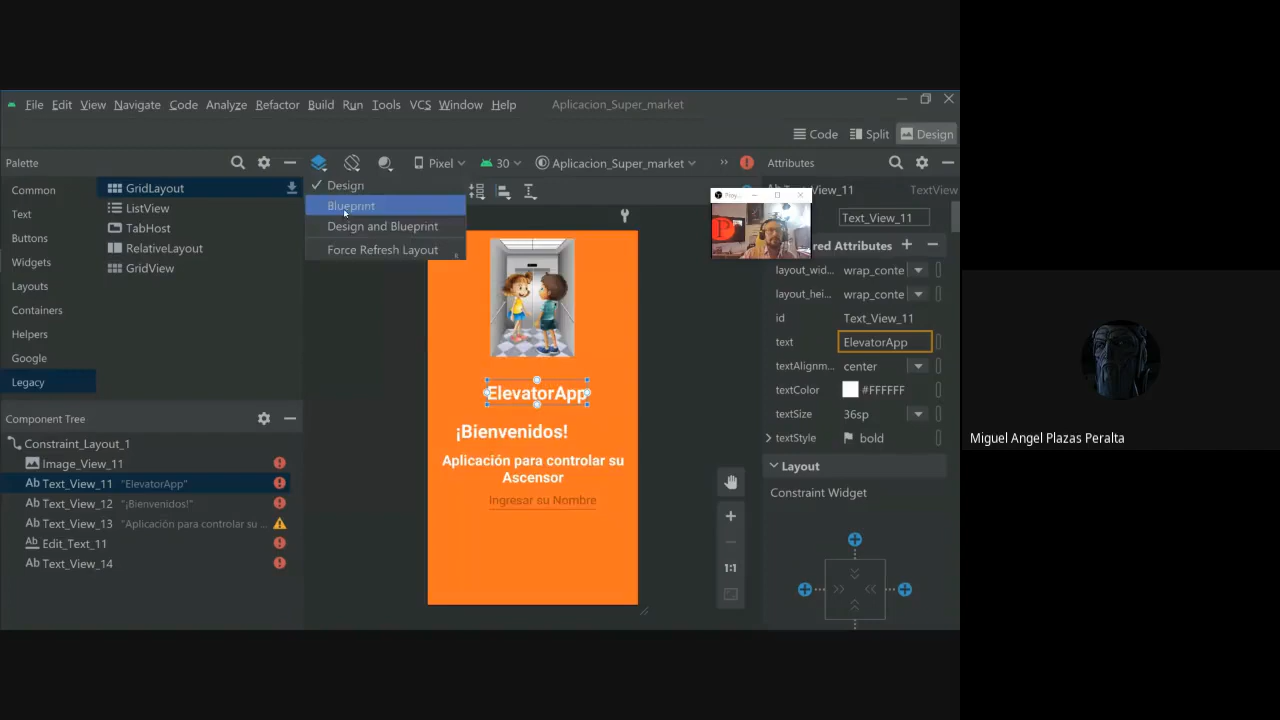 File Edit View Navigate Code Analyze Refactor Build Run Tools VCS Window Help Aplicacion_Super_market
Code Split Design
Palette
Pixel 30 Aplicacion_Super_market
Attributes
Common
Text
Buttons
Widgets
Layouts
Containers
Helpers
Google
Legacy
GridLayout
ListView
TabHost
RelativeLayout
GridView
Design
Blueprint
Design and Blueprint
Force Refresh Layout
ElevatorApp
¡Bienvenidos!
Aplicación para controlar su
Ascensor
Ingresar su Nombre
1:1
Component Tree
Constraint_Layout_1
Image_View_11
Ab Text_View_11 "ElevatorApp"
Ab Text_View_12 "¡Bienvenidos!"
Ab Text_View_13 "Aplicación para controlar su ...
Ab Edit_Text_11
Ab Text_View_14
TextView
Text_View_11
Attributes
layout_wid... wrap_conte
layout_hei... wrap_conte
id Text_View_11
text ElevatorApp
textAlignm... center
textColor #FFFFFF
textSize 36sp
textStyle bold
Layout
Constraint Widget
Miguel Angel Plazas Peralta